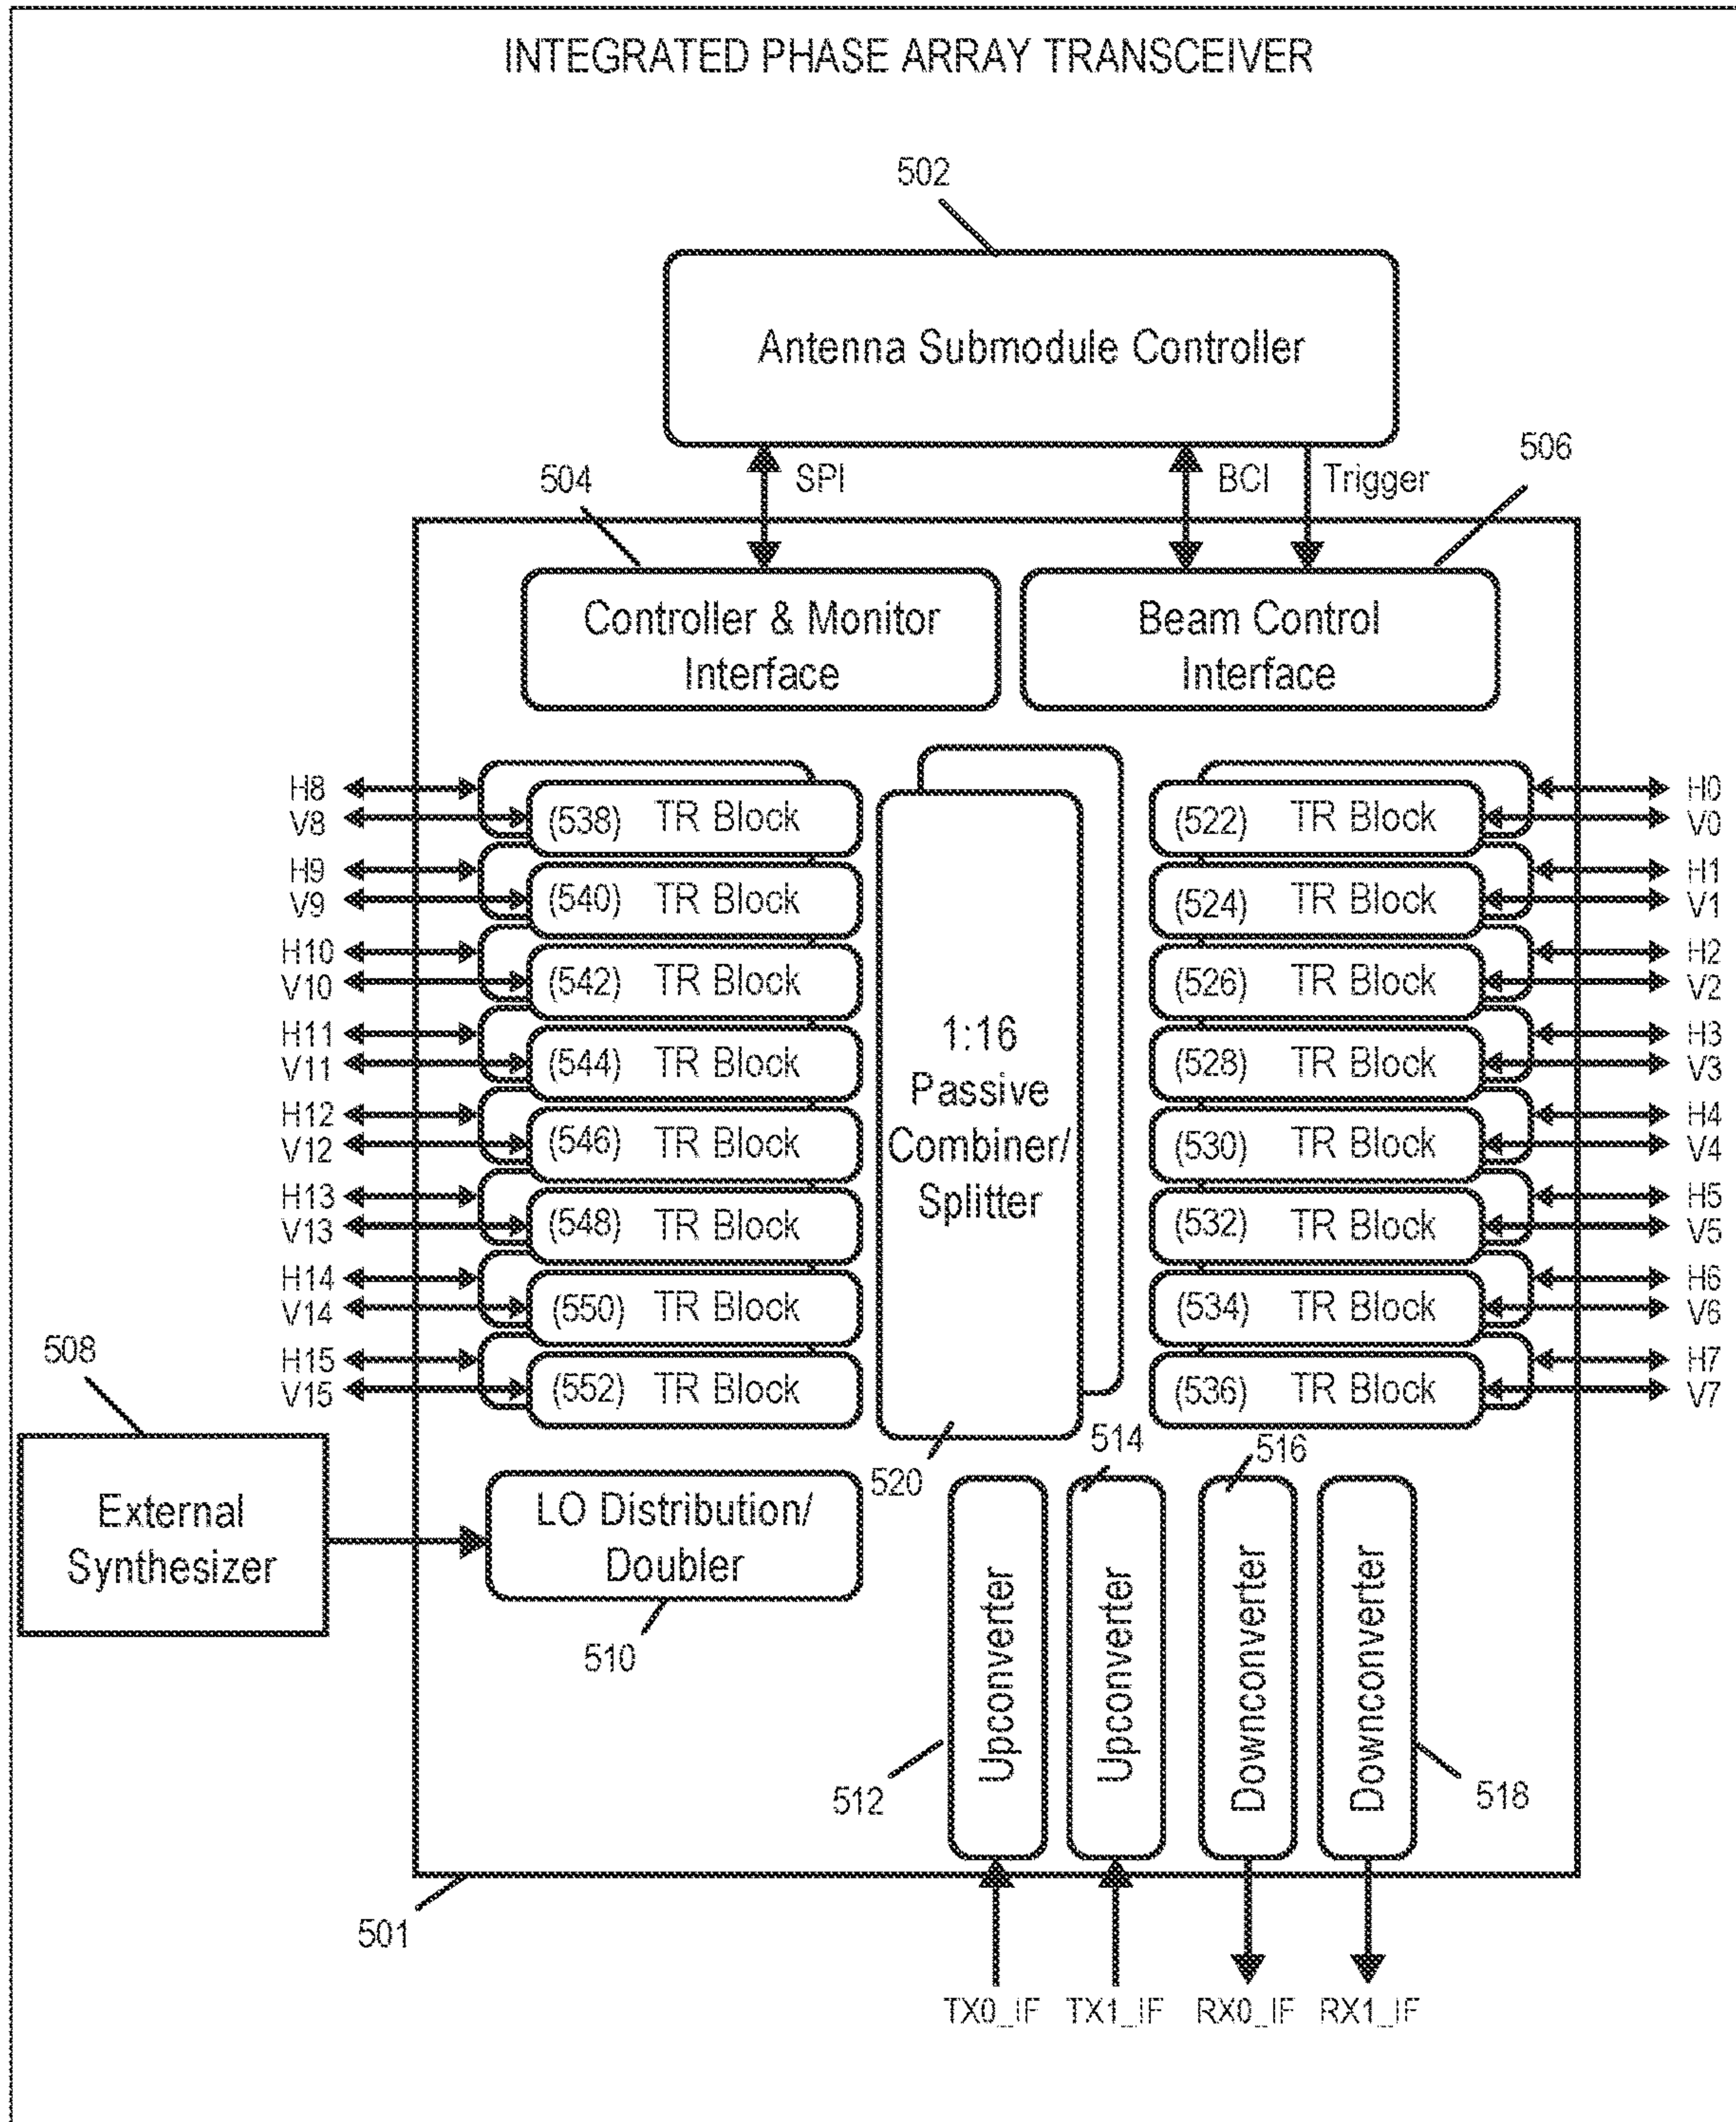 INTEGRATED PHASE ARRAY TRANSCEIVER
502
Antenna Submodule Controller
504
SPI
BCI
Trigger
506
Controller & Monitor
Interface
Beam Control
Interface
H8
V8
(538) TR Block
H9
V9
(540) TR Block
H10
V10
(542) TR Block
H11
V11
(544) TR Block
H12
V12
(546) TR Block
H13
V13
(548) TR Block
H14
V14
(550) TR Block
H15
V15
(552) TR Block
1:16
Passive
Combiner/
Splitter
520
(522) TR Block
H0
V0
(524) TR Block
H1
V1
(526) TR Block
H2
V2
(528) TR Block
H3
V3
(530) TR Block
H4
V4
(532) TR Block
H5
V5
(534) TR Block
H6
V6
(536) TR Block
H7
V7
508
External
Synthesizer
LO Distribution/
Doubler
510
514
516
Upconverter
Upconverter
Downconverter
Downconverter
512
518
501
TX0_IF
TX1_IF
RX0_IF
RX1_IF